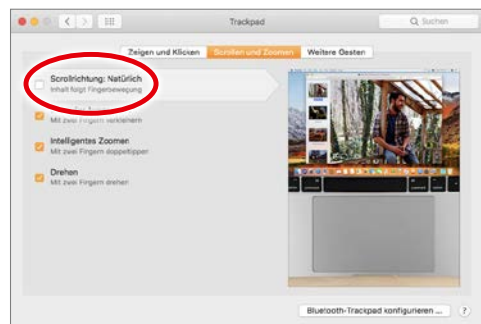 Trackpad
Suchen
Zeigen und Klicken
Scrollen und Zoomen
Weitere Gesten
Scrollrichtung: Natürlich
Inhalt folgt Fingerbewegung
Mit zwei Fingern verkleinern
Intelligentes Zoomen
Mit zwei Fingern doppeltippen
Drehen
Mit zwei Fingern drehen
Bluetooth-Trackpad konfigurieren ...
?